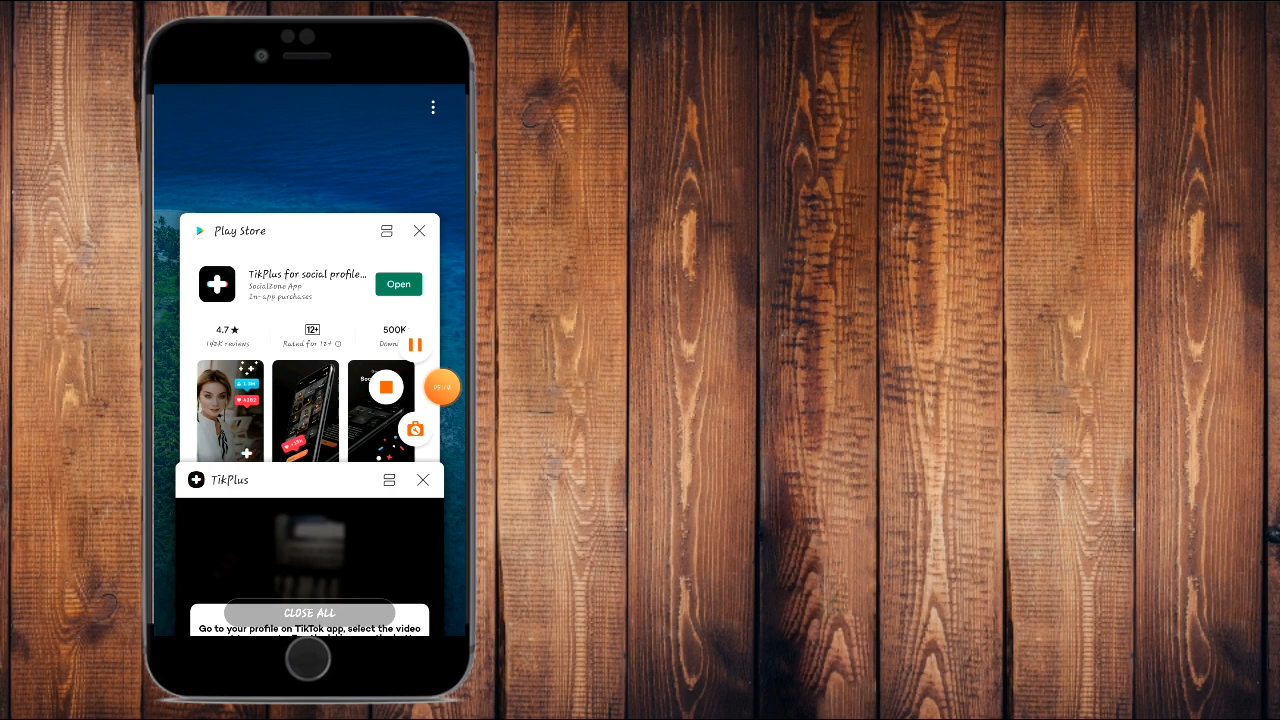 Play Store
TikPlus for social profile...
SocialZone App
In-app purchases
Open
4.7★
12+
500K
142K reviews
Rated for 12+
TikPlus
CLOSE ALL
Go to your profile on TikTok app, select the video